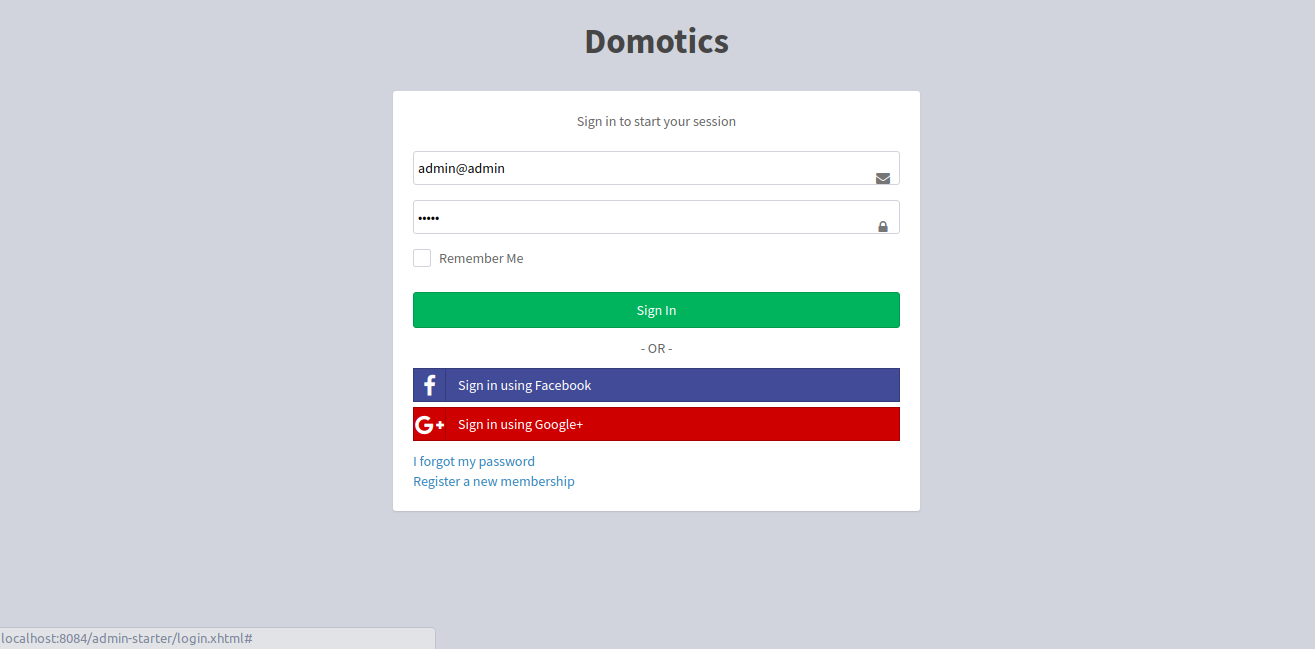 Domotics
Sign in to start your session
admin@admin
•••••
Remember Me
Sign In
- OR -
Sign in using Facebook
G+ Sign in using Google+
I forgot my password
Register a new membership
localhost:8084/admin-starter/login.xhtml#